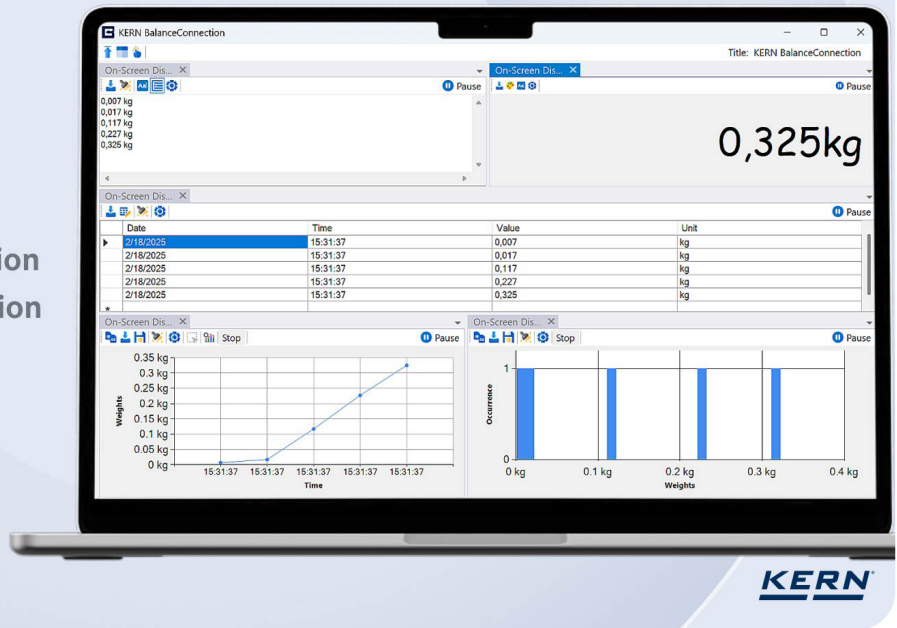 KERN BalanceConnection
Title: KERN BalanceConnection
On-Screen Dis...
Pause
0,007 kg
0,017 kg
0,117 kg
0,227 kg
0,325 kg
On-Screen Dis...
Pause
0,325kg
On-Screen Dis...
Pause
Date Time Value Unit
2/18/2025 15:31:37 0,007 kg
2/18/2025 15:31:37 0,017 kg
2/18/2025 15:31:37 0,117 kg
2/18/2025 15:31:37 0,227 kg
2/18/2025 15:31:37 0,325 kg
ion
ion
On-Screen Dis...
Stop Pause
0.35 kg
0.3 kg
0.25 kg
0.2 kg
0.15 kg
0.1 kg
0.05 kg
0 kg
Weights
15:31:37 15:31:37 15:31:37 15:31:37 15:31:37
Time
On-Screen Dis...
Stop Pause
1
0
Occurrence
0 kg 0.1 kg 0.2 kg 0.3 kg 0.4 kg
Weights
KERN